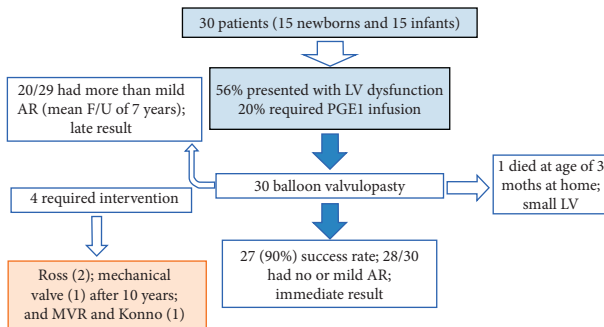 30 patients (15 newborns and 15 infants)
20/29 had more than mild
AR (mean F/U of 7 years);
late result
56% presented with LV dysfunction
20% required PGE1 infusion
30 balloon valvulopasty
1 died at age of 3
moths at home;
small LV
4 required intervention
27 (90%) success rate; 28/30
had no or mild AR;
immediate result
Ross (2); mechanical
valve (1) after 10 years;
and MVR and Konno (1)